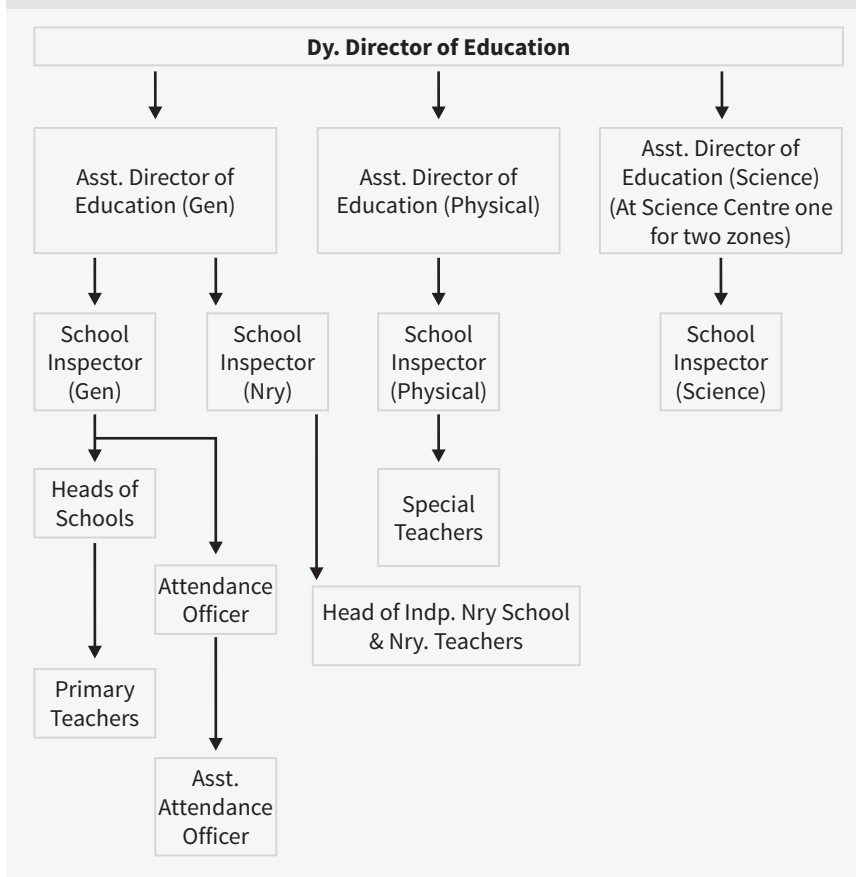 Dy. Director of Education
Asst. Director of
Education (Gen)
Asst. Director of
Education (Physical)
Asst. Director of
Education (Science)
(At Science Centre one
for two zones)
School
Inspector
(Gen)
School
Inspector
(Nry)
School
Inspector
(Physical)
School
Inspector
(Science)
Heads of
Schools
Special
Teachers
Attendance
Officer
Head of Indp. Nry School
& Nry. Teachers
Primary
Teachers
Asst.
Attendance
Officer